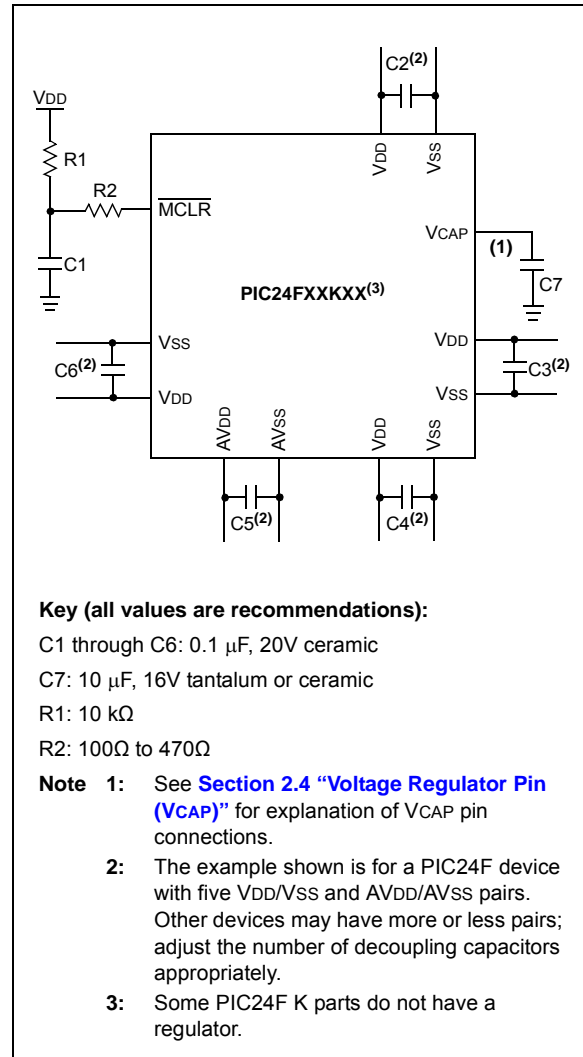 C2(2)
VDD
R1
R2
C1
MCLR
VDD
VSS
VCAP
(1)
C7
PIC24FXXKXX(3)
VSS
C6(2)
VDD
VDD
C3(2)
VSS
AVDD
AVSS
VDD
VSS
C5(2)
C4(2)
Key (all values are recommendations):
C1 through C6: 0.1 μF, 20V ceramic
C7: 10 μF, 16V tantalum or ceramic
R1: 10 kΩ
R2: 100Ω to 470Ω
Note 1: See Section 2.4 “Voltage Regulator Pin
(VCAP)” for explanation of VCAP pin
connections.
2: The example shown is for a PIC24F device
with five VDD/VSS and AVDD/AVSS pairs.
Other devices may have more or less pairs;
adjust the number of decoupling capacitors
appropriately.
3: Some PIC24F K parts do not have a
regulator.